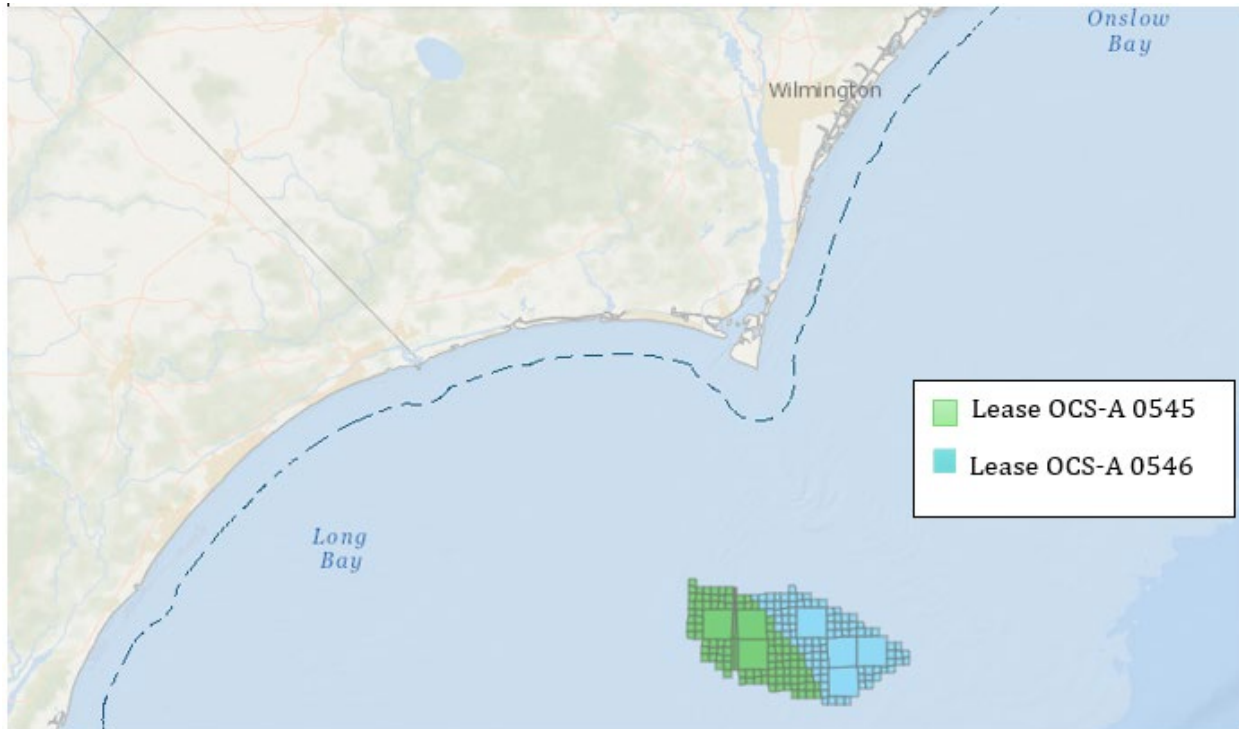 Onslow
Bay
Wilmington
Lease OCS-A 0545
Lease OCS-A 0546
Long
Bay